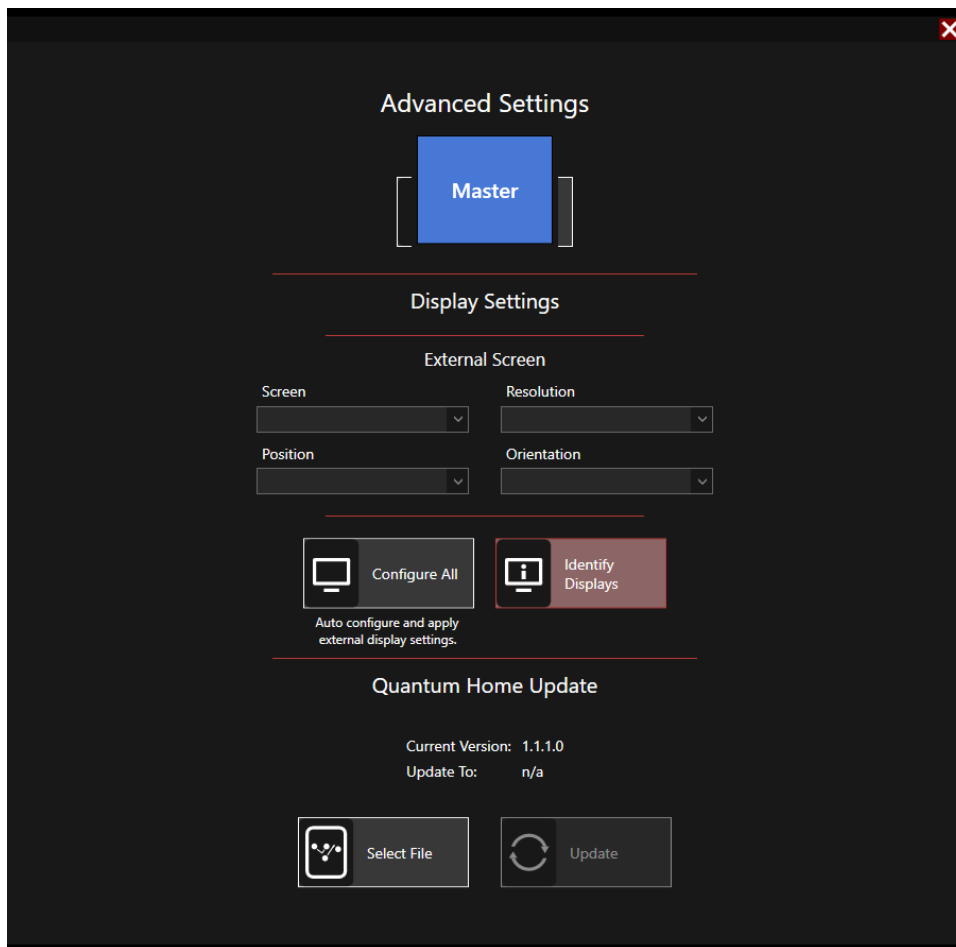 Advanced Settings
Master
Display Settings
External Screen
Screen
Resolution
Position
Orientation
Configure All
Identify
Displays
Auto configure and apply
external display settings.
Quantum Home Update
Current Version: 1.1.1.0
Update To: n/a
Select File
Update